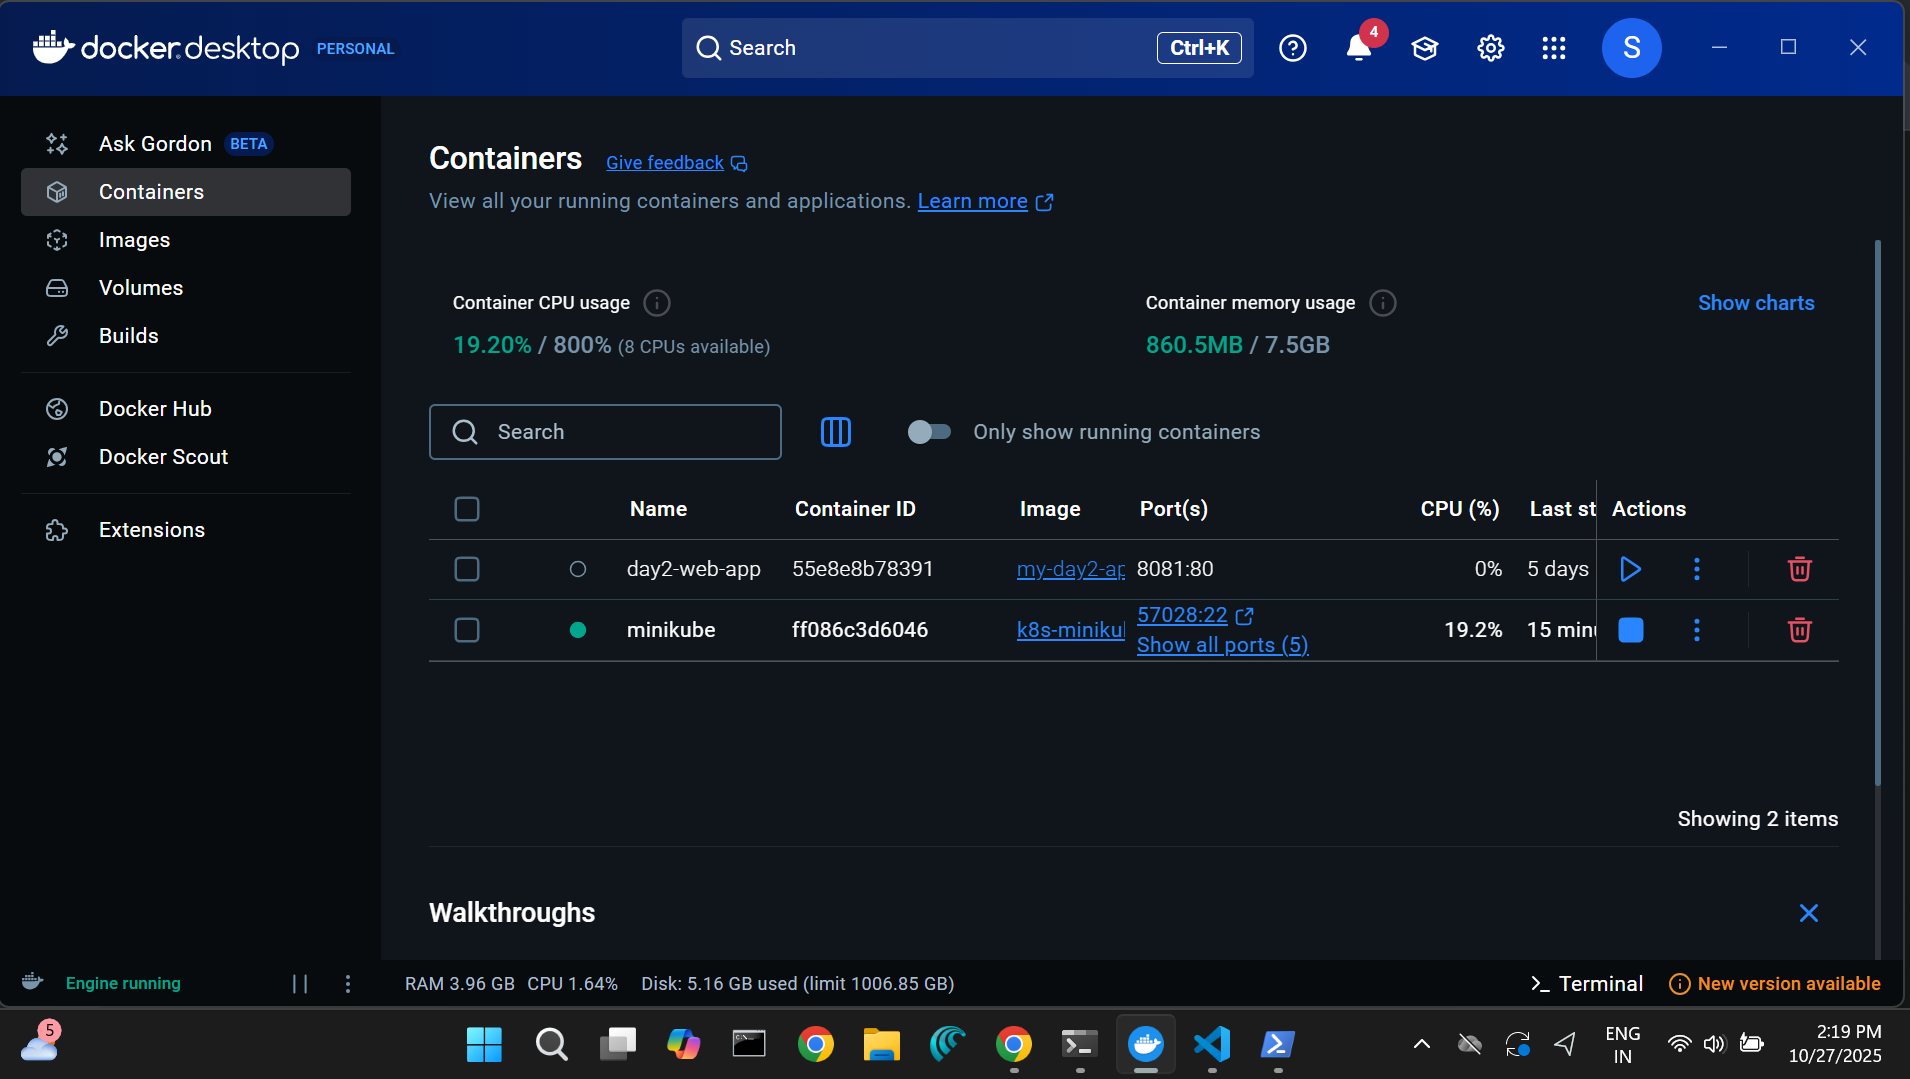 docker.desktop PERSONAL
Search
Ctrl+K
4
S
Ask Gordon BETA
Containers
Images
Volumes
Builds
Docker Hub
Docker Scout
Extensions
Containers Give feedback
View all your running containers and applications. Learn more
Container CPU usage
19.20% / 800% (8 CPUs available)
Container memory usage
860.5MB / 7.5GB
Show charts
Search
Only show running containers
Name Container ID Image Port(s) CPU (%) Last st Actions
day2-web-app 55e8e8b78391 my-day2-ap 8081:80 0% 5 days
minikube ff086c3d6046 k8s-miniku 57028:22 19.2% 15 min
Show all ports (5)
Showing 2 items
Walkthroughs
Engine running
RAM 3.96 GB CPU 1.64% Disk: 5.16 GB used (limit 1006.85 GB)
Terminal
New version available
5
ENG
IN
2:19 PM
10/27/2025